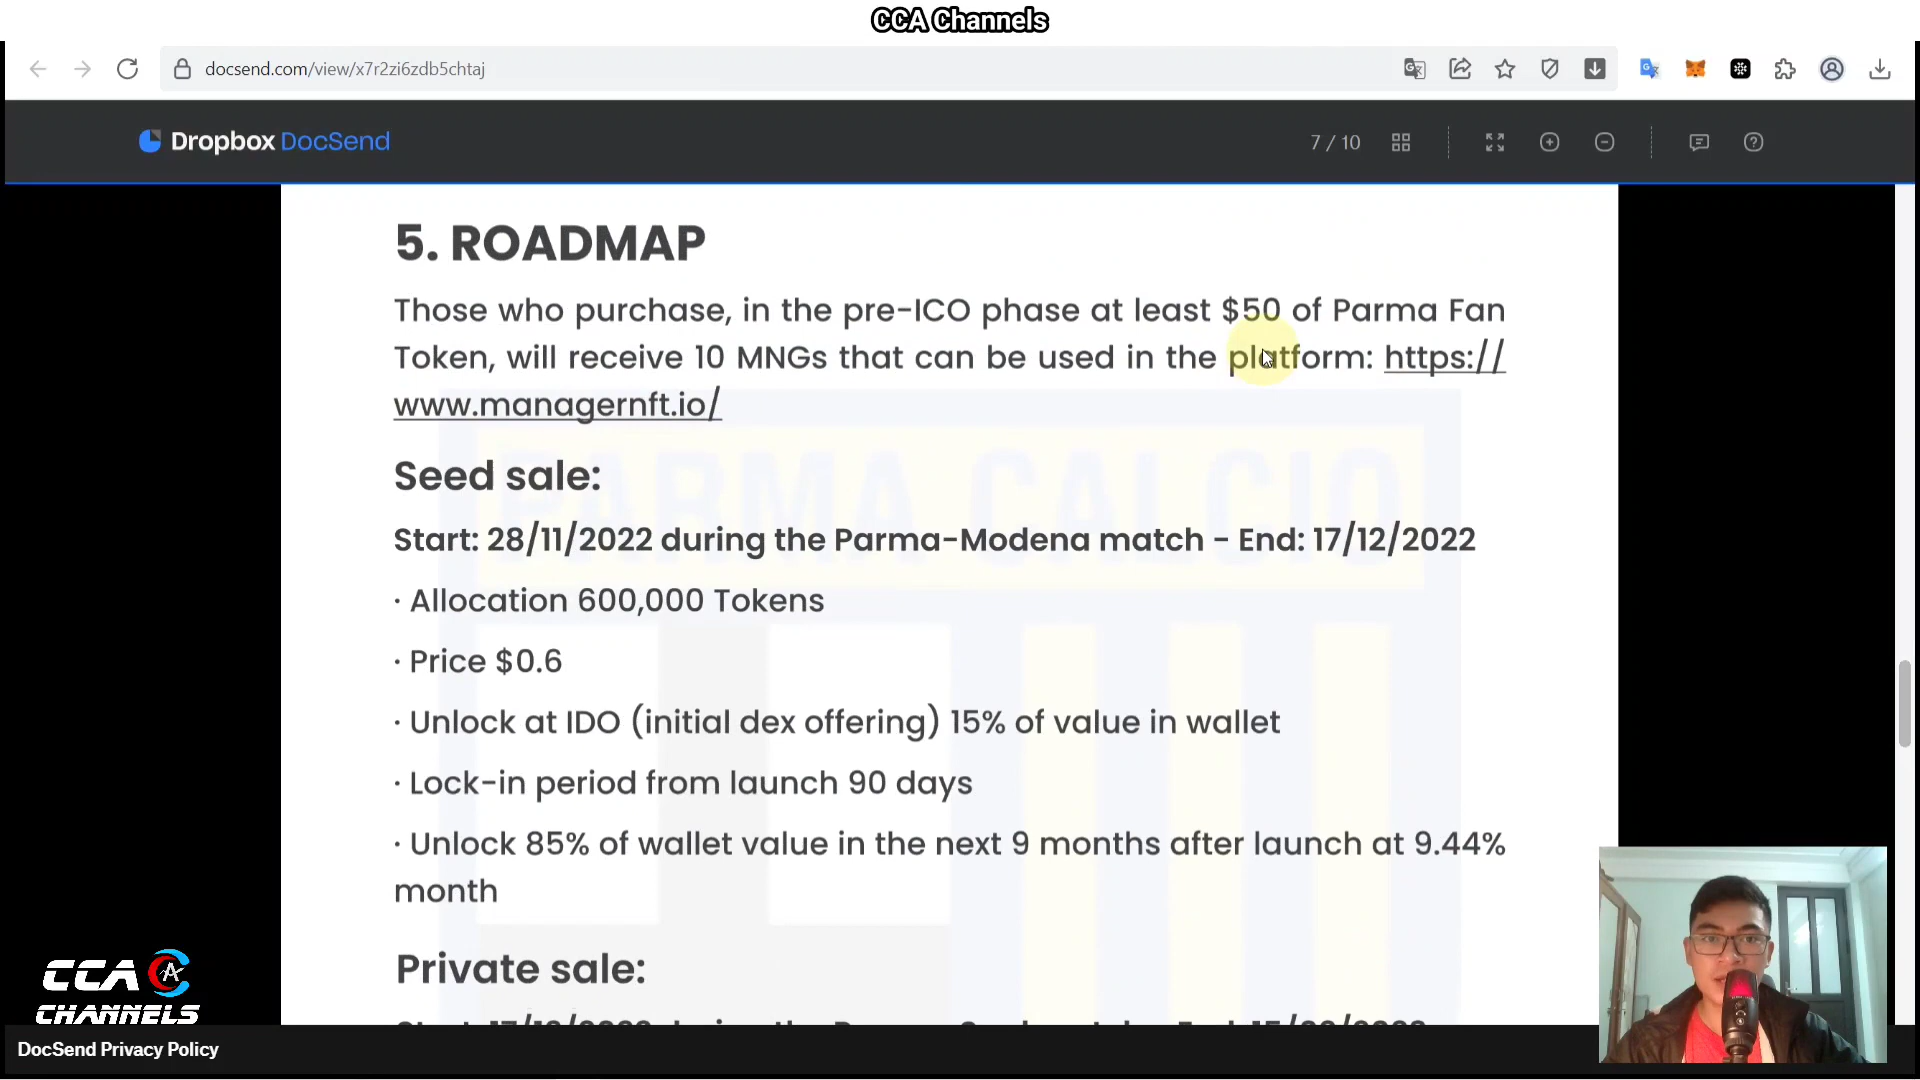 CCA Channels
docsend.com/view/x7r2zi6zdb5chtaj
Dropbox DocSend
7 / 10
5. ROADMAP
Those who purchase, in the pre-ICO phase at least $50 of Parma Fan
Token, will receive 10 MNGs that can be used in the platform: https://
www.managernft.io/
PARMA CALCIO
Seed sale:
Start: 28/11/2022 during the Parma-Modena match - End: 17/12/2022
· Allocation 600,000 Tokens
· Price $0.6
· Unlock at IDO (initial dex offering) 15% of value in wallet
· Lock-in period from launch 90 days
· Unlock 85% of wallet value in the next 9 months after launch at 9.44%
month
Private sale:
CCA
CHANNELS
DocSend Privacy Policy